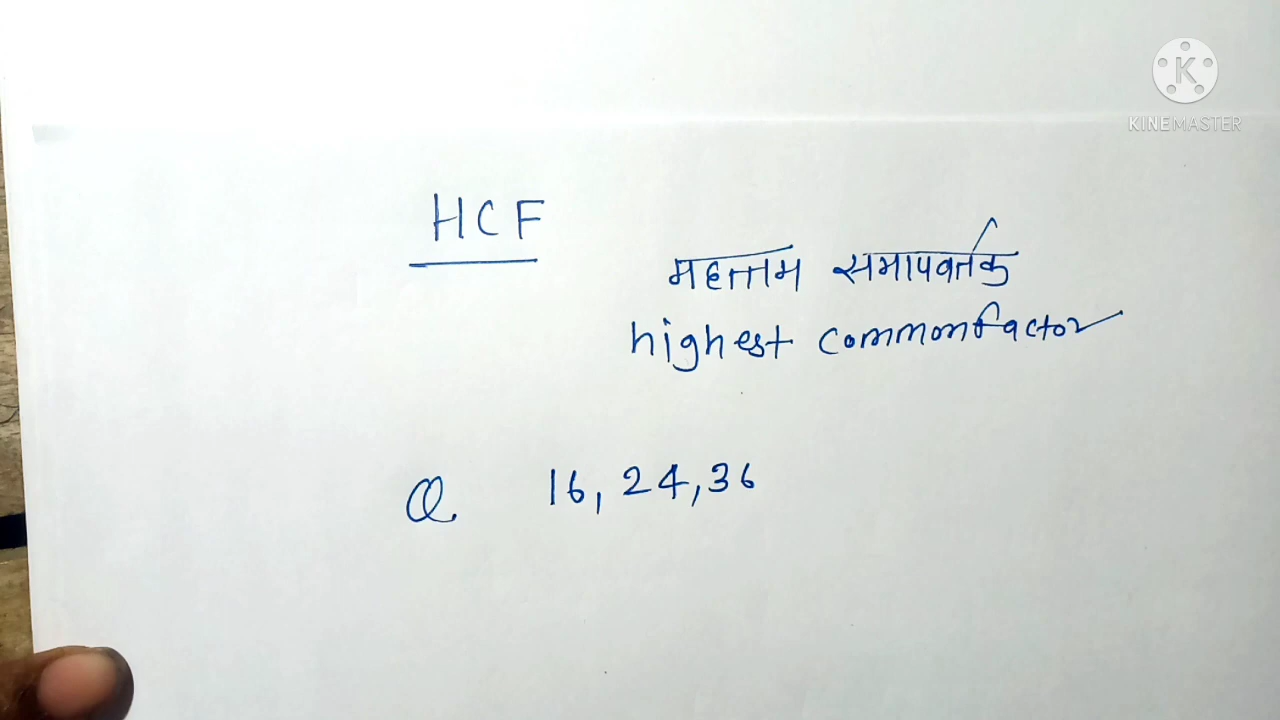 K
KINEMASTER
HCF
महत्तम समापवर्तक
highest commonfactor
Q 16, 24, 36